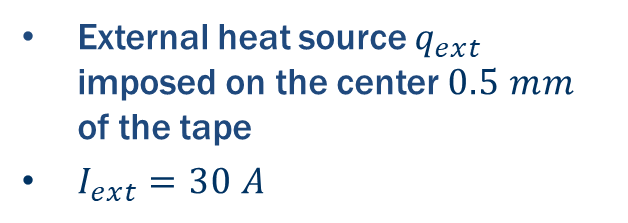 • External heat source q_ext
imposed on the center 0.5 mm
of the tape
• I_ext = 30 A